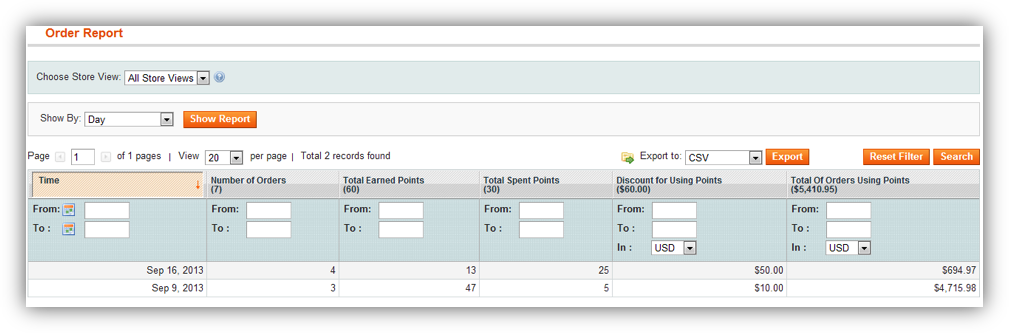 Order Report
Choose Store View: All Store Views
Show By: Day Show Report
Page 1 of 1 pages | View 20 per page | Total 2 records found Export to: CSV Export Reset Filter Search
Time Number of Orders Total Earned Points Total Spent Points Discount for Using Points Total Of Orders Using Points
(7) (60) (30) ($60.00) ($5,410.95)
From: From: From: From: From: From:
To : To : To : To : To : To :
In : USD In : USD
Sep 16, 2013 4 13 25 $50.00 $694.97
Sep 9, 2013 3 47 5 $10.00 $4,715.98